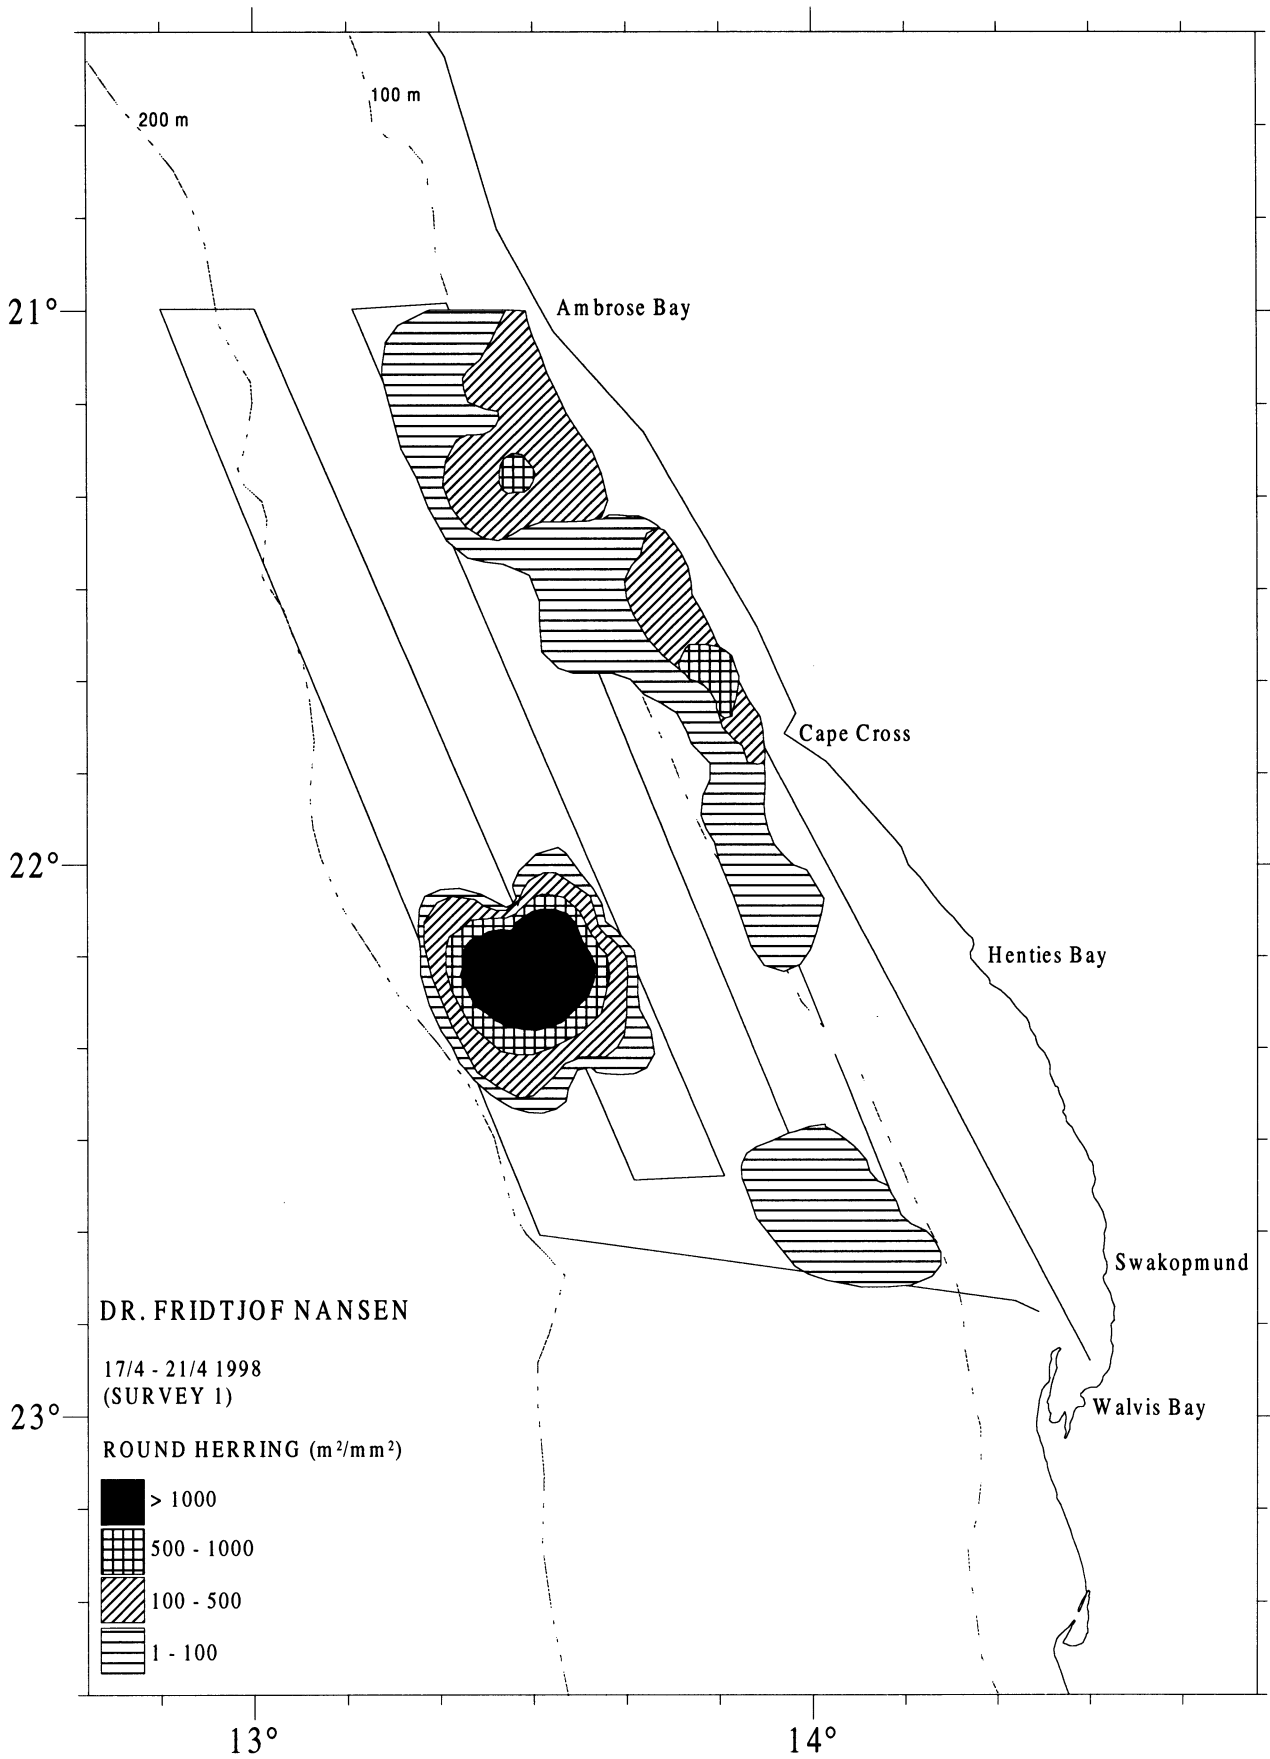 100 m
200 m
21°
Ambrose Bay
Cape Cross
22°
Henties Bay
Swakopmund
DR. FRIDTJOF NANSEN
17/4 - 21/4 1998
(SURVEY 1)
23°
Walvis Bay
ROUND HERRING (m²/mm²)
> 1000
500 - 1000
100 - 500
1 - 100
13°
14°